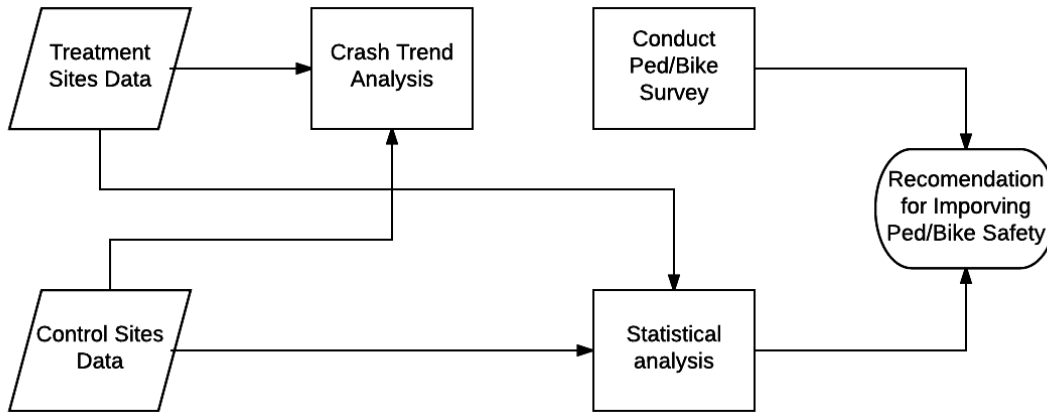 Treatment
Sites Data
Crash Trend
Analysis
Conduct
Ped/Bike
Survey
Recomendation
for Imporving
Ped/Bike Safety
Control Sites
Data
Statistical
analysis